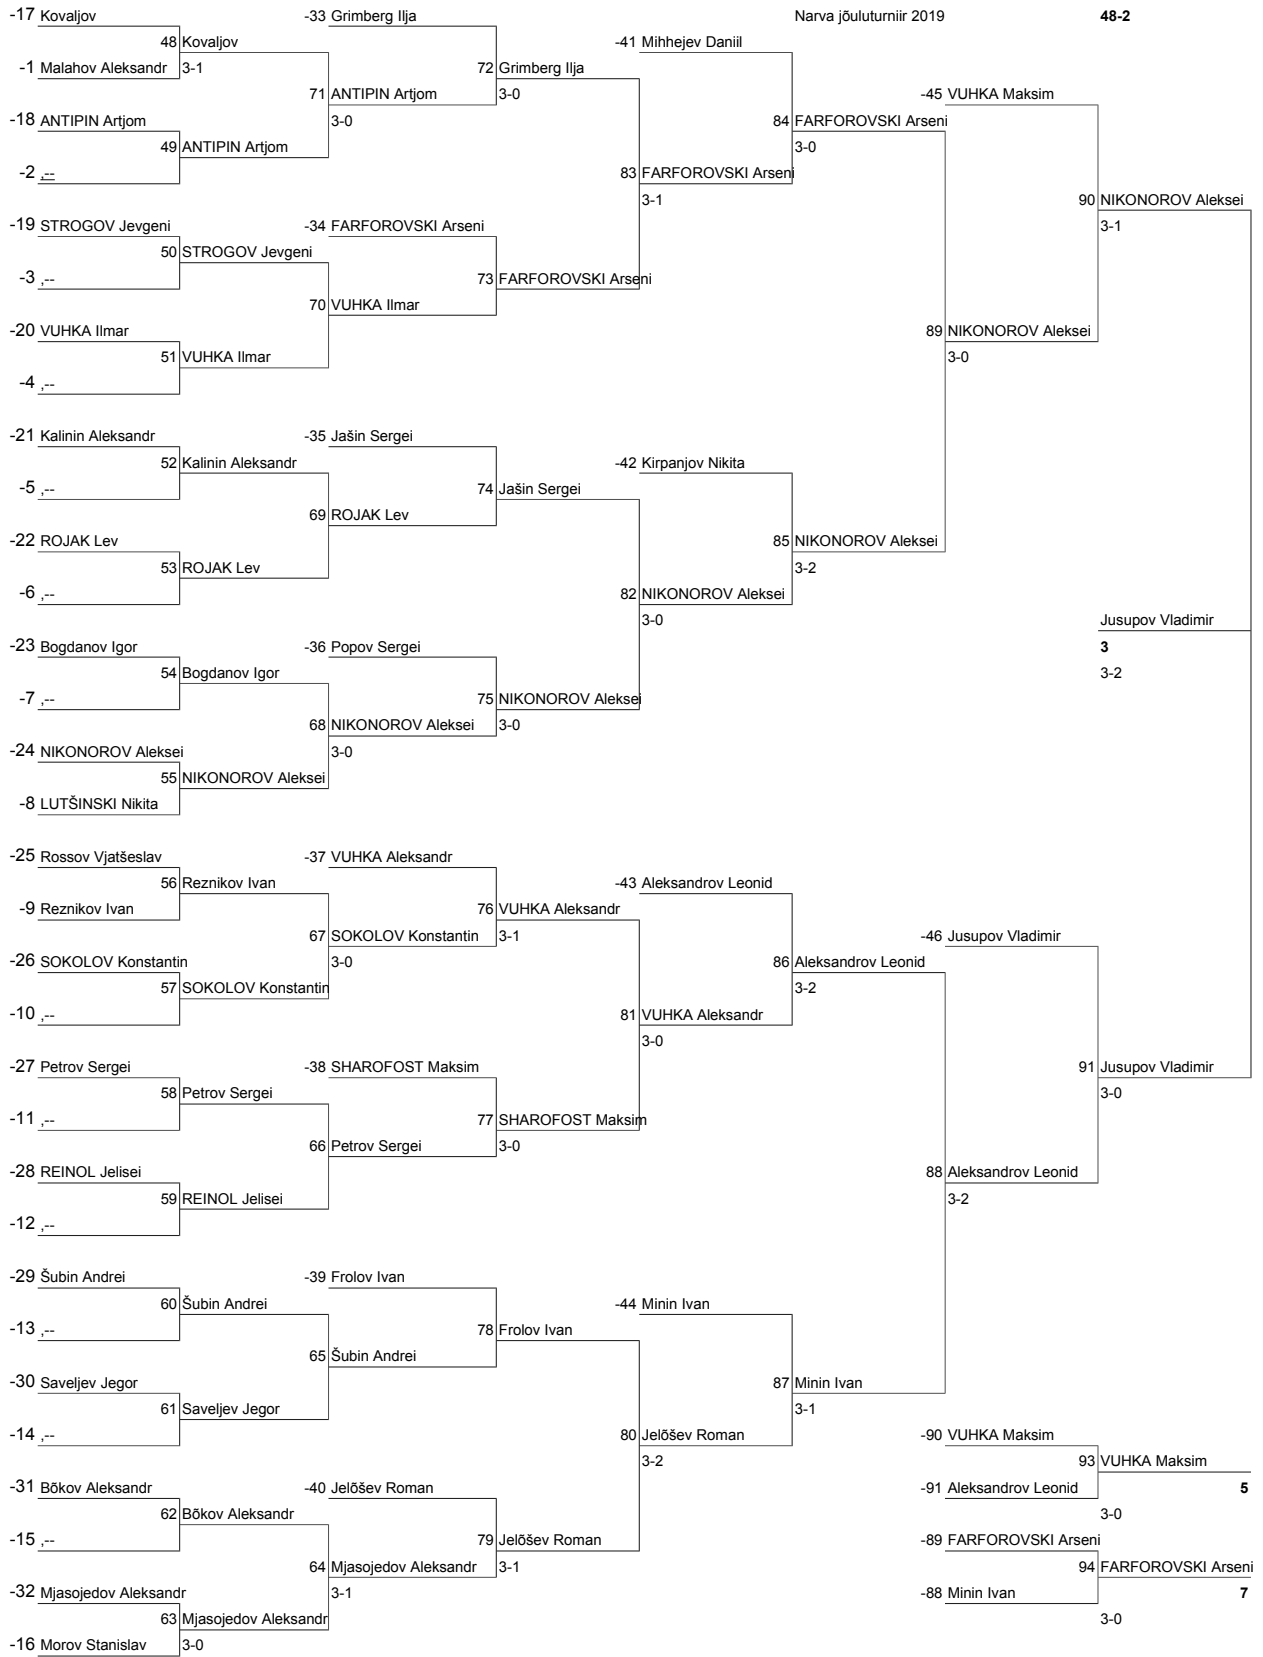 -17 Kovaljov -33 Grimberg Ilja Narva jõuluturniir 2019 48-2
48 Kovaljov -41 Mihhejev Daniil
-1 Malahov Aleksandr 3-1 72 Grimberg Ilja
71 ANTIPIN Artjom 3-0 -45 VUHKA Maksim
-18 ANTIPIN Artjom 3-0 84 FARFOROVSKI Arseni
49 ANTIPIN Artjom 3-0
-2 ,-- 83 FARFOROVSKI Arseni
3-1 90 NIKONOROV Aleksei
-19 STROGOV Jevgeni -34 FARFOROVSKI Arseni 3-1
50 STROGOV Jevgeni
-3 ,-- 73 FARFOROVSKI Arseni
70 VUHKA Ilmar
-20 VUHKA Ilmar 89 NIKONOROV Aleksei
51 VUHKA Ilmar 3-0
-4 ,--
-21 Kalinin Aleksandr -35 Jašin Sergei
52 Kalinin Aleksandr -42 Kirpanjov Nikita
-5 ,-- 74 Jašin Sergei
69 ROJAK Lev
-22 ROJAK Lev 85 NIKONOROV Aleksei
53 ROJAK Lev 3-2
-6 ,-- 82 NIKONOROV Aleksei
3-0 Jusupov Vladimir
-23 Bogdanov Igor -36 Popov Sergei 3
54 Bogdanov Igor 3-2
-7 ,-- 75 NIKONOROV Aleksei
68 NIKONOROV Aleksei 3-0
-24 NIKONOROV Aleksei 3-0
55 NIKONOROV Aleksei
-8 LUTŠINSKI Nikita
-25 Rossov Vjatšeslav -37 VUHKA Aleksandr
56 Reznikov Ivan -43 Aleksandrov Leonid
-9 Reznikov Ivan 76 VUHKA Aleksandr
67 SOKOLOV Konstantin 3-1 -46 Jusupov Vladimir
-26 SOKOLOV Konstantin 3-0 86 Aleksandrov Leonid
57 SOKOLOV Konstantin 3-2
-10 ,-- 81 VUHKA Aleksandr
3-0
-27 Petrov Sergei -38 SHAROFOST Maksim 91 Jusupov Vladimir
58 Petrov Sergei 3-0
-11 ,-- 77 SHAROFOST Maksim
66 Petrov Sergei 3-0
-28 REINOL Jelisei 88 Aleksandrov Leonid
59 REINOL Jelisei 3-2
-12 ,--
-29 Šubin Andrei -39 Frolov Ivan
60 Šubin Andrei -44 Minin Ivan
-13 ,-- 78 Frolov Ivan
65 Šubin Andrei
-30 Saveljev Jegor 87 Minin Ivan
61 Saveljev Jegor 3-1
-14 ,-- 80 Jelõšev Roman -90 VUHKA Maksim
3-2 93 VUHKA Maksim
-31 Bõkov Aleksandr -40 Jelõšev Roman -91 Aleksandrov Leonid 5
62 Bõkov Aleksandr 3-0
-15 ,-- 79 Jelõšev Roman -89 FARFOROVSKI Arseni
64 Mjasojedov Aleksandr 3-1 94 FARFOROVSKI Arseni
-32 Mjasojedov Aleksandr 3-1 -88 Minin Ivan 7
63 Mjasojedov Aleksandr 3-0
-16 Morov Stanislav 3-0